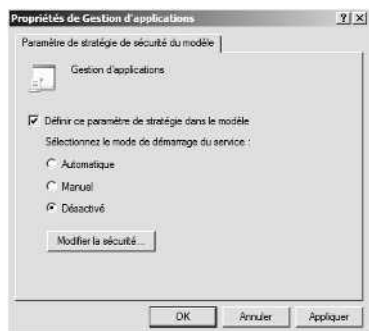 Propriétés de Gestion d'applications
Paramètre de stratégie de sécurité du modèle
Gestion d'applications
Définir ce paramètre de stratégie dans le modèle
Sélectionnez le mode de démarrage du service :
Automatique
Manuel
Désactivé
Modifier la sécurité...
OK Annuler Appliquer